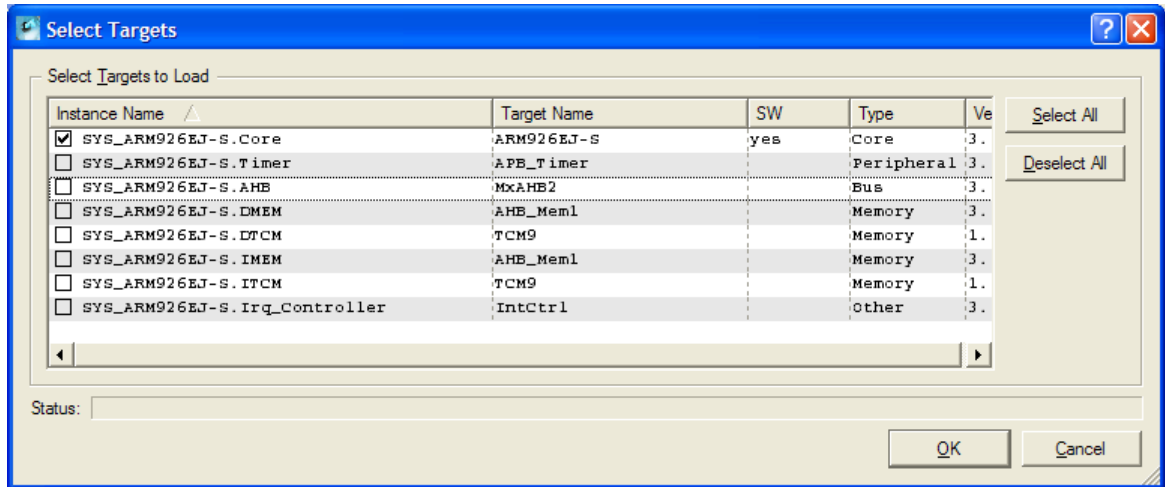 Select Targets
Select Targets to Load
Instance Name Target Name SW Type Ve
SYS_ARM926EJ-S.Core ARM926EJ-S yes Core 3.
SYS_ARM926EJ-S.Timer APB_Timer Peripheral 3.
SYS_ARM926EJ-S.AHB MxAHB2 Bus 3.
SYS_ARM926EJ-S.DMEM AHB_Mem1 Memory 3.
SYS_ARM926EJ-S.DTCM TCM9 Memory 1.
SYS_ARM926EJ-S.IMEM AHB_Mem1 Memory 3.
SYS_ARM926EJ-S.ITCM TCM9 Memory 1.
SYS_ARM926EJ-S.Irq_Controller IntCtrl Other 3.
Select All
Deselect All
Status:
OK Cancel